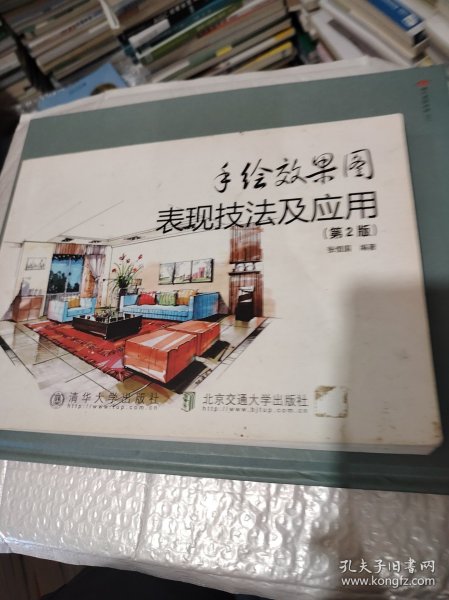 手绘效果图
表现技法及应用
（第2版）
张恒国 编著
清华大学出版社
http://www.tup.com.cn
北京交通大学出版社
http://www.bjtup.com.cn
孔夫子旧书网
www.kongfz.com